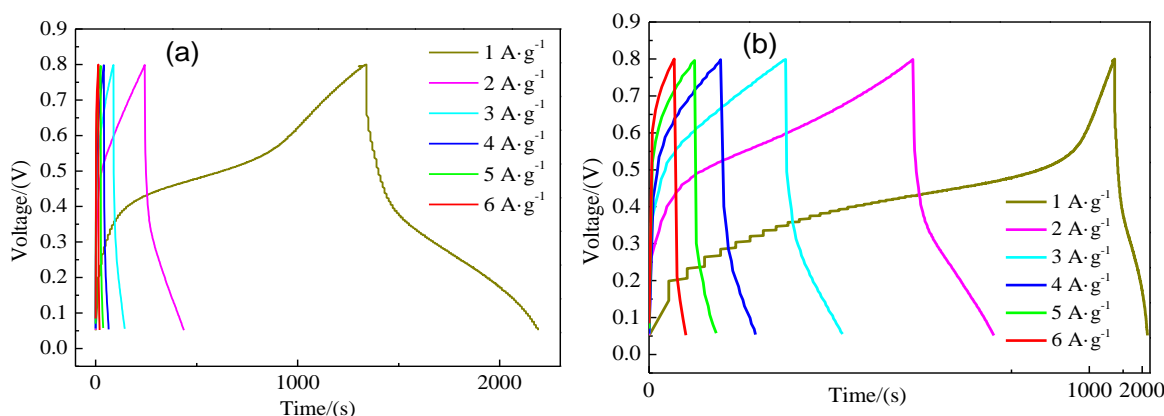 (a)
0.9
0.8
0.7
0.6
0.5
0.4
0.3
0.2
0.1
0.0
Voltage/(V)
1 A·g⁻¹
2 A·g⁻¹
3 A·g⁻¹
4 A·g⁻¹
5 A·g⁻¹
6 A·g⁻¹
0 1000 2000
Time/(s)
(b)
0.9
0.8
0.7
0.6
0.5
0.4
0.3
0.2
0.1
0.0
Voltage/(V)
1 A·g⁻¹
2 A·g⁻¹
3 A·g⁻¹
4 A·g⁻¹
5 A·g⁻¹
6 A·g⁻¹
0 1000 2000
Time/(s)